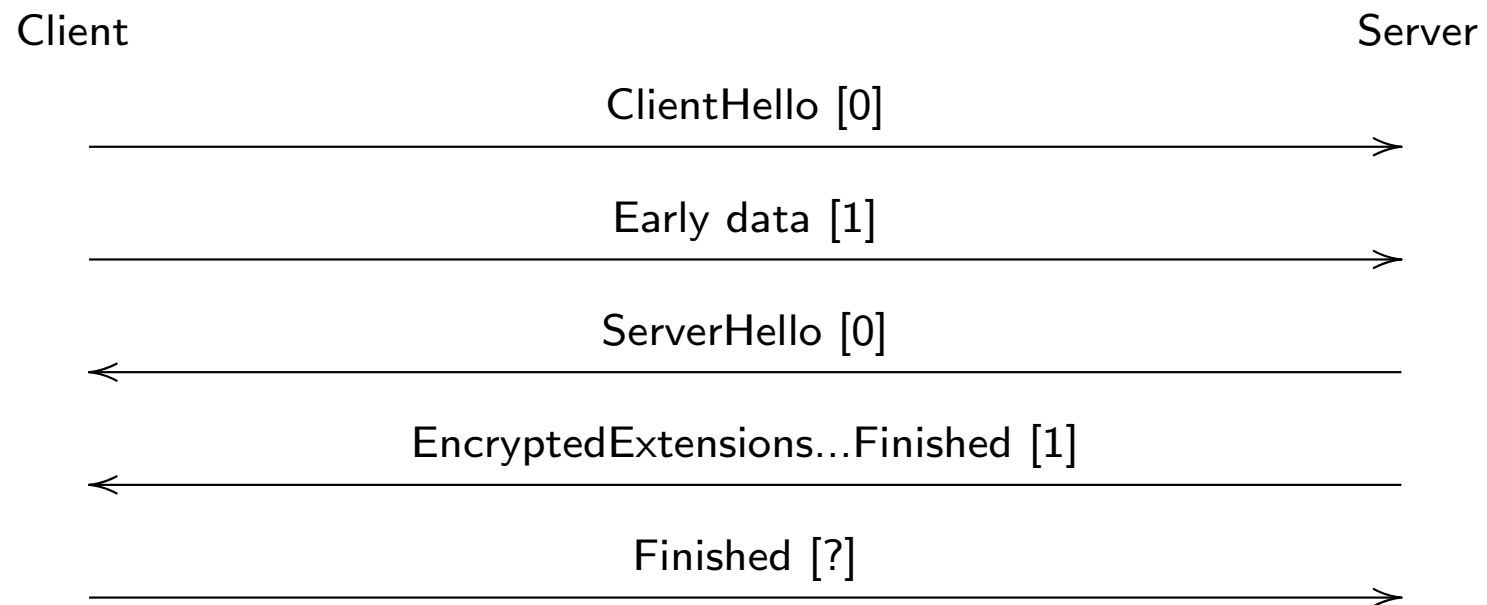 Client Server
ClientHello [0]
Early data [1]
ServerHello [0]
EncryptedExtensions...Finished [1]
Finished [?]